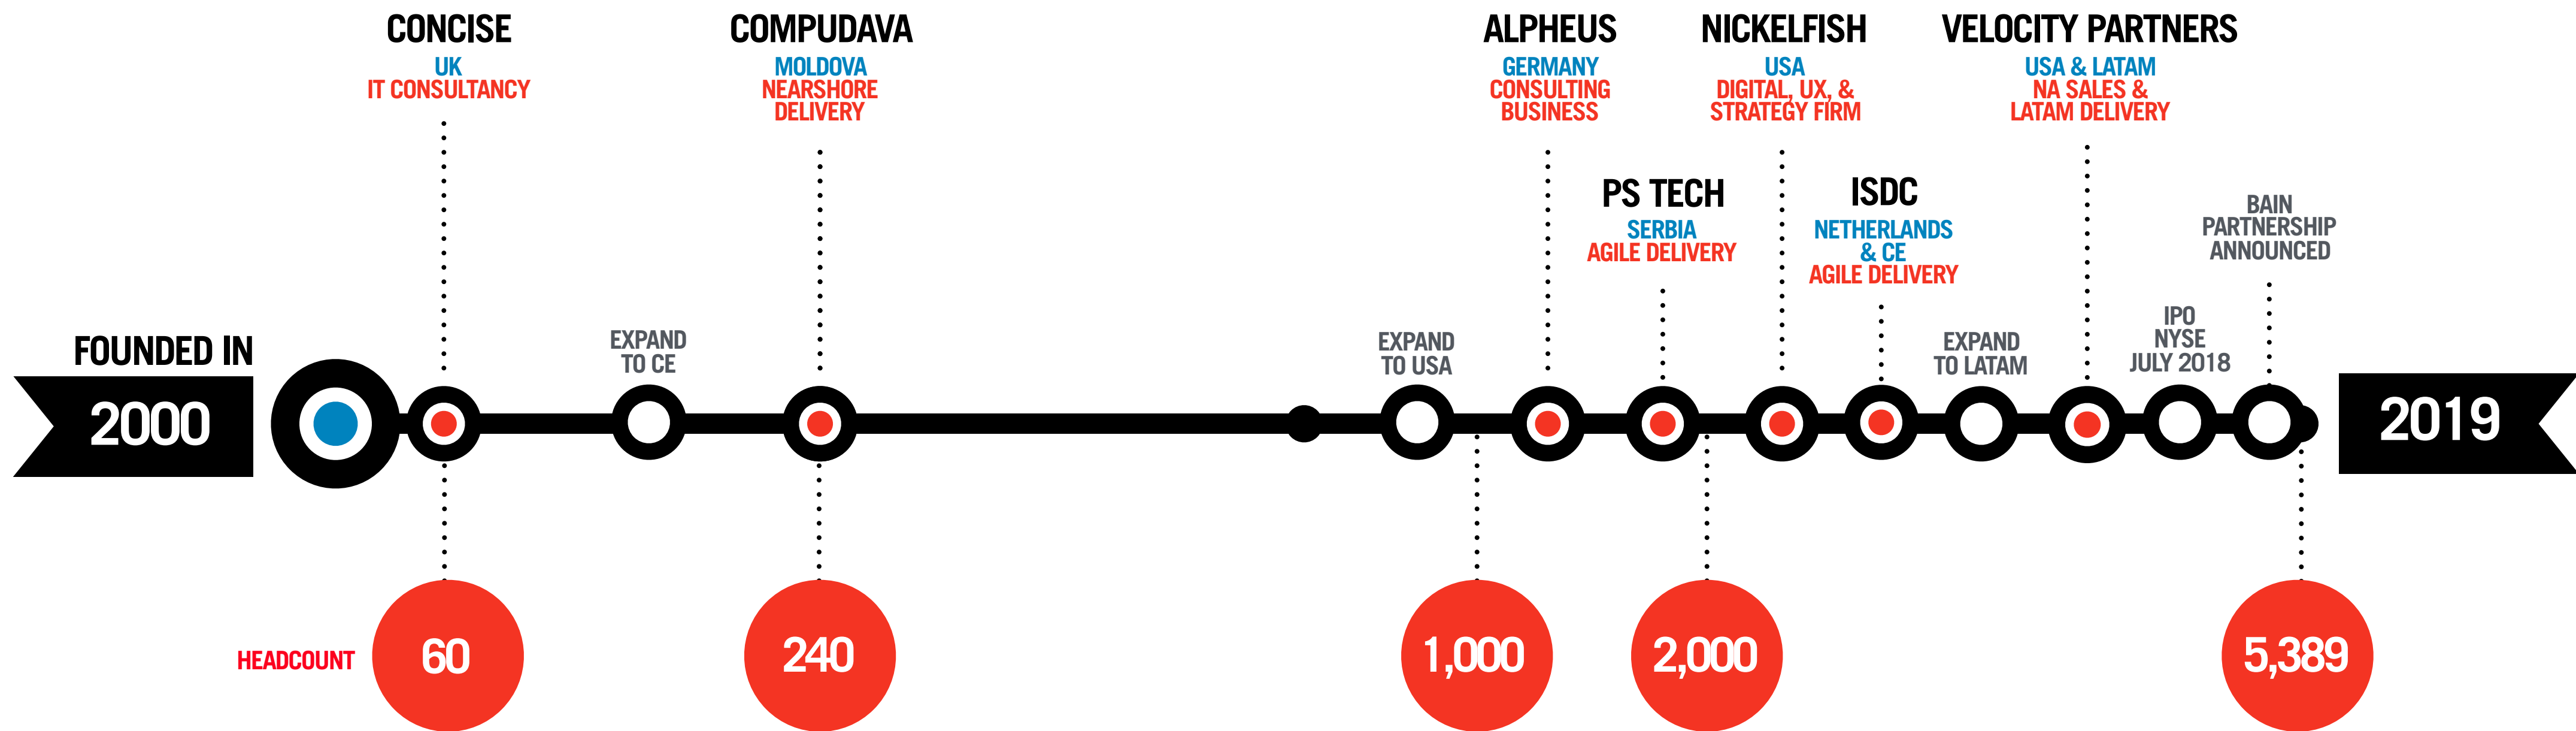 CONCISE
UK
IT CONSULTANCY
COMPUDAVA
MOLDOVA
NEARSHORE
DELIVERY
ALPHEUS
GERMANY
CONSULTING
BUSINESS
NICKELFISH
USA
DIGITAL, UX, &
STRATEGY FIRM
VELOCITY PARTNERS
USA & LATAM
NA SALES &
LATAM DELIVERY
PS TECH
SERBIA
AGILE DELIVERY
ISDC
NETHERLANDS
& CE
AGILE DELIVERY
BAIN
PARTNERSHIP
ANNOUNCED
FOUNDED IN
2000
EXPAND
TO CE
EXPAND
TO USA
EXPAND
TO LATAM
IPO
NYSE
JULY 2018
2019
HEADCOUNT
60
240
1,000
2,000
5,389